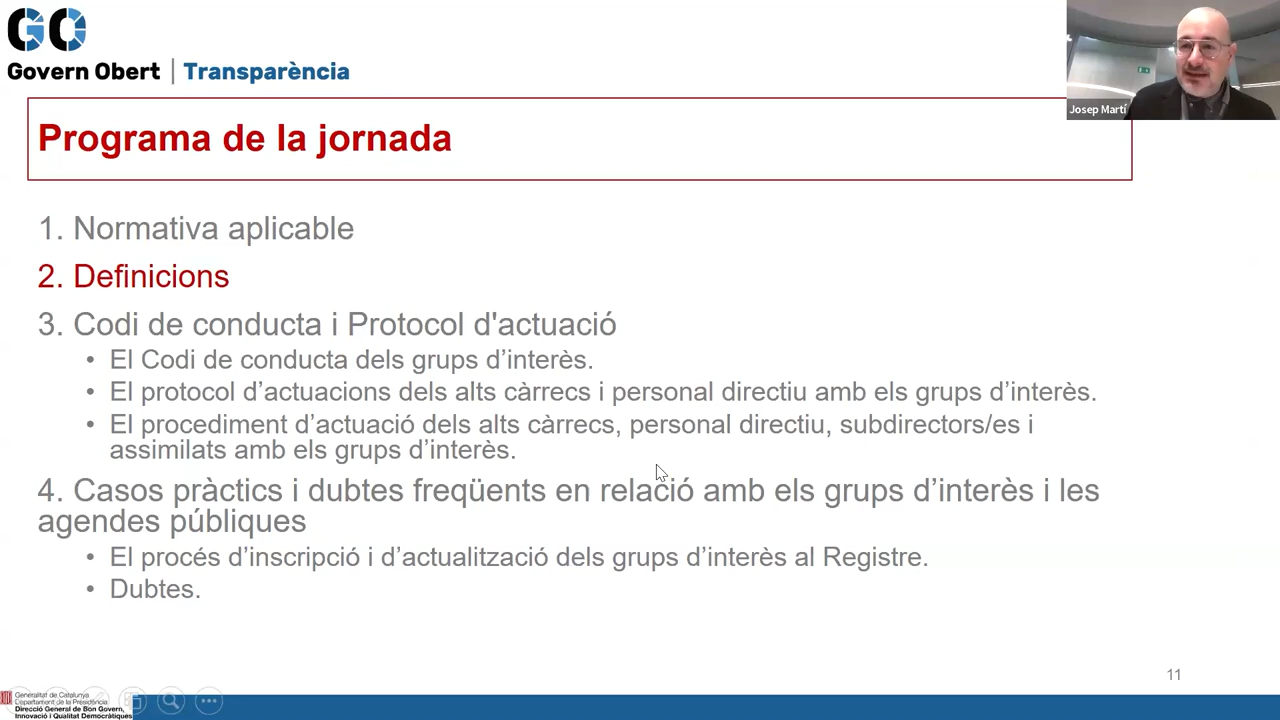 GO
Govern Obert | Transparència
Josep Martí
Programa de la jornada
1. Normativa aplicable
2. Definicions
3. Codi de conducta i Protocol d'actuació
• El Codi de conducta dels grups d’interès.
• El protocol d’actuacions dels alts càrrecs i personal directiu amb els grups d’interès.
• El procediment d’actuació dels alts càrrecs, personal directiu, subdirectors/es i
assimilats amb els grups d’interès.
4. Casos pràctics i dubtes freqüents en relació amb els grups d’interès i les
agendes públiques
• El procés d’inscripció i d’actualització dels grups d’interès al Registre.
• Dubtes.
11
Generalitat de Catalunya
Departament de la Presidència
Direcció General de Bon Govern,
Innovació i Qualitat Democràtiques